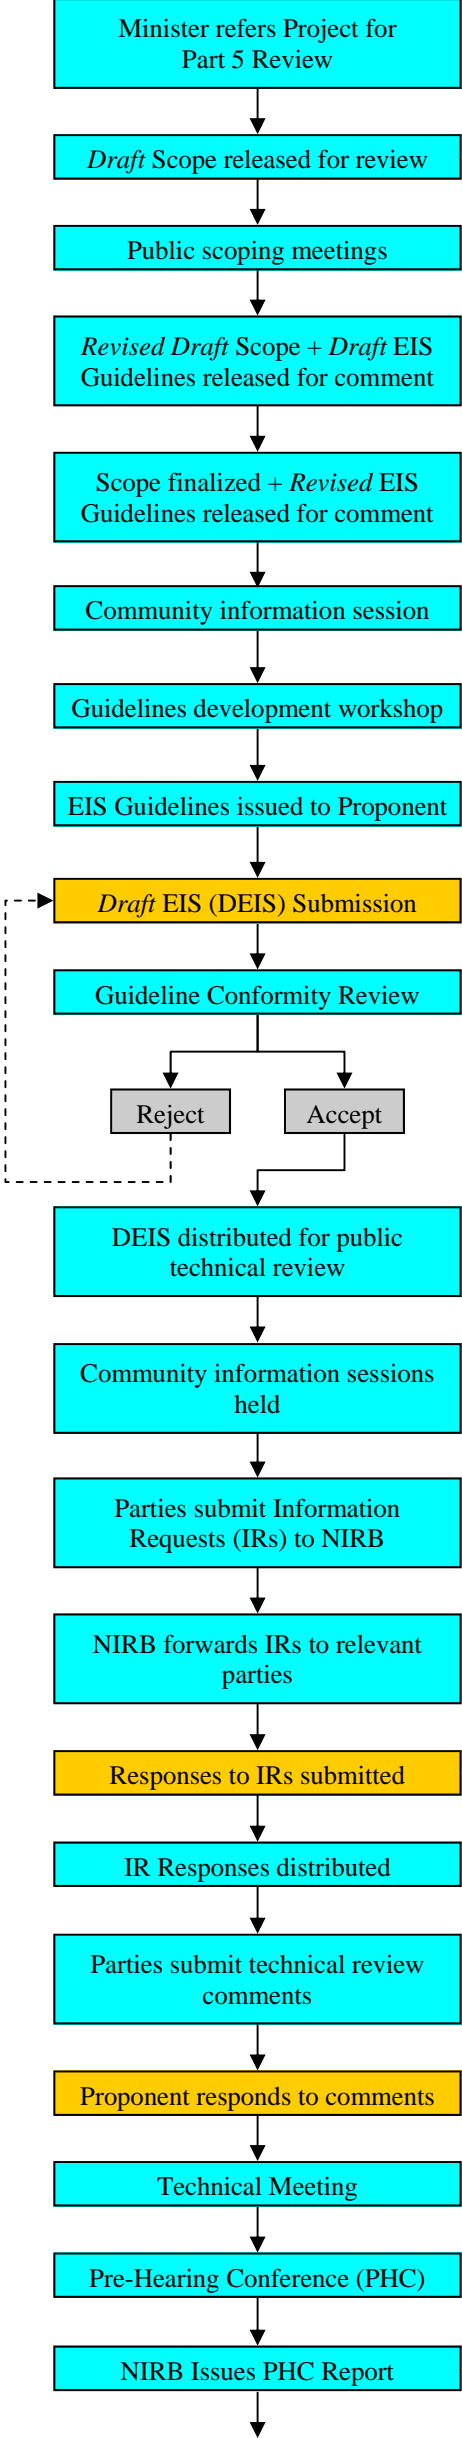 Minister refers Project for
Part 5 Review
Draft Scope released for review
Public scoping meetings
Revised Draft Scope + Draft EIS
Guidelines released for comment
Scope finalized + Revised EIS
Guidelines released for comment
Community information session
Guidelines development workshop
EIS Guidelines issued to Proponent
Draft EIS (DEIS) Submission
Guideline Conformity Review
Reject
Accept
DEIS distributed for public
technical review
Community information sessions
held
Parties submit Information
Requests (IRs) to NIRB
NIRB forwards IRs to relevant
parties
Responses to IRs submitted
IR Responses distributed
Parties submit technical review
comments
Proponent responds to comments
Technical Meeting
Pre-Hearing Conference (PHC)
NIRB Issues PHC Report